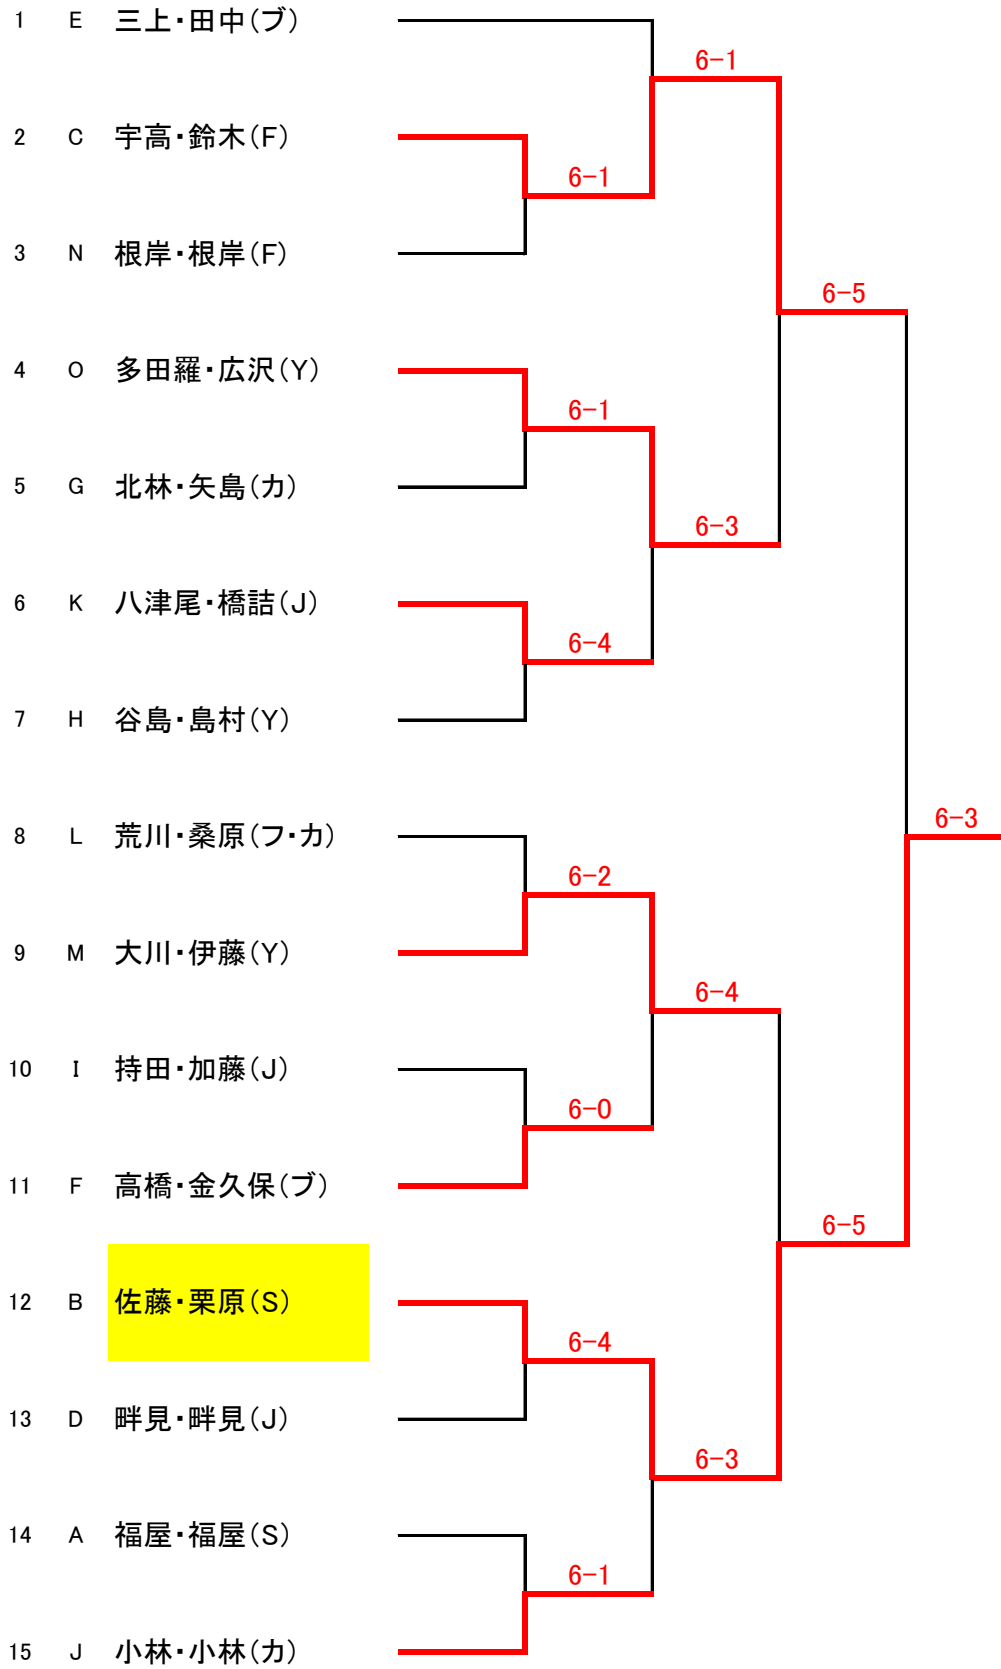 1 E 三上・田中(ブ)
6-1
2 C 宇高・鈴木(F)
6-1
3 N 根岸・根岸(F)
6-5
4 O 多田羅・広沢(Y)
6-1
5 G 北林・矢島(カ)
6-3
6 K 八津尾・橋詰(J)
6-4
7 H 谷島・島村(Y)
6-3
8 L 荒川・桑原(フ・カ)
6-2
9 M 大川・伊藤(Y)
6-4
10 I 持田・加藤(J)
6-0
11 F 高橋・金久保(ブ)
6-5
12 B 佐藤・栗原(S)
6-4
13 D 畔見・畔見(J)
6-3
14 A 福屋・福屋(S)
6-1
15 J 小林・小林(カ)